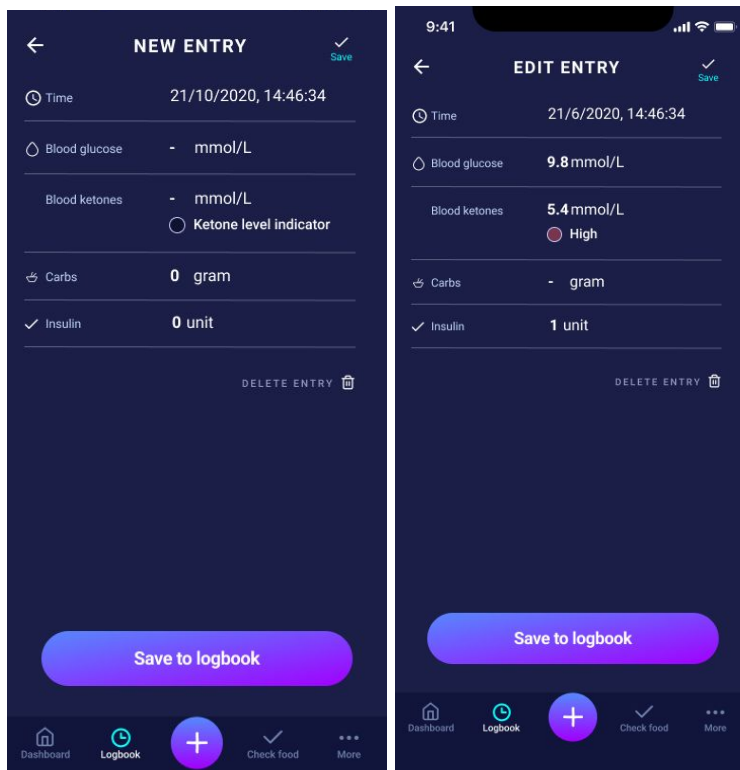 NEW ENTRY
Save
Time 21/10/2020, 14:46:34
Blood glucose - mmol/L
Blood ketones - mmol/L
Ketone level indicator
Carbs 0 gram
Insulin 0 unit
DELETE ENTRY
Save to logbook
Dashboard Logbook + Check food More
9:41
EDIT ENTRY
Save
Time 21/6/2020, 14:46:34
Blood glucose 9.8 mmol/L
Blood ketones 5.4 mmol/L
High
Carbs - gram
Insulin 1 unit
DELETE ENTRY
Save to logbook
Dashboard Logbook + Check food More